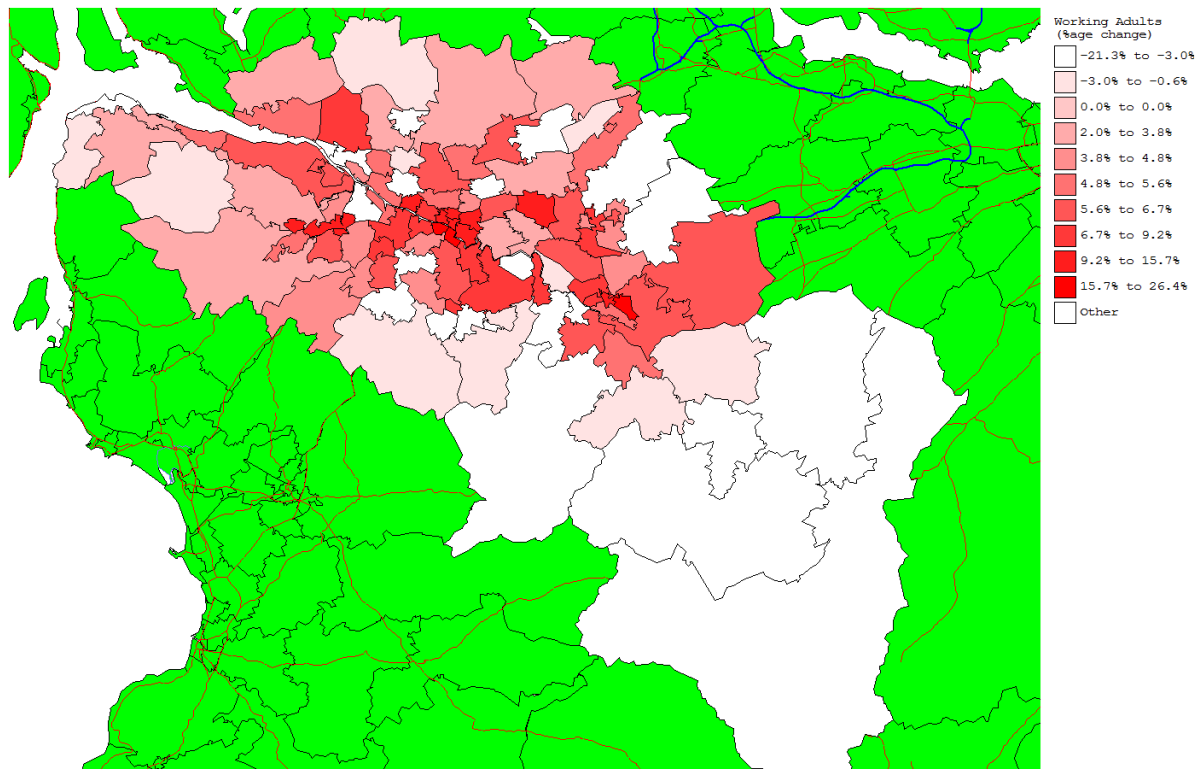 Working Adults
(%age change)
-21.3% to -3.0%
-3.0% to -0.6%
0.0% to 0.0%
2.0% to 3.8%
3.8% to 4.8%
4.8% to 5.6%
5.6% to 6.7%
6.7% to 9.2%
9.2% to 15.7%
15.7% to 26.4%
Other